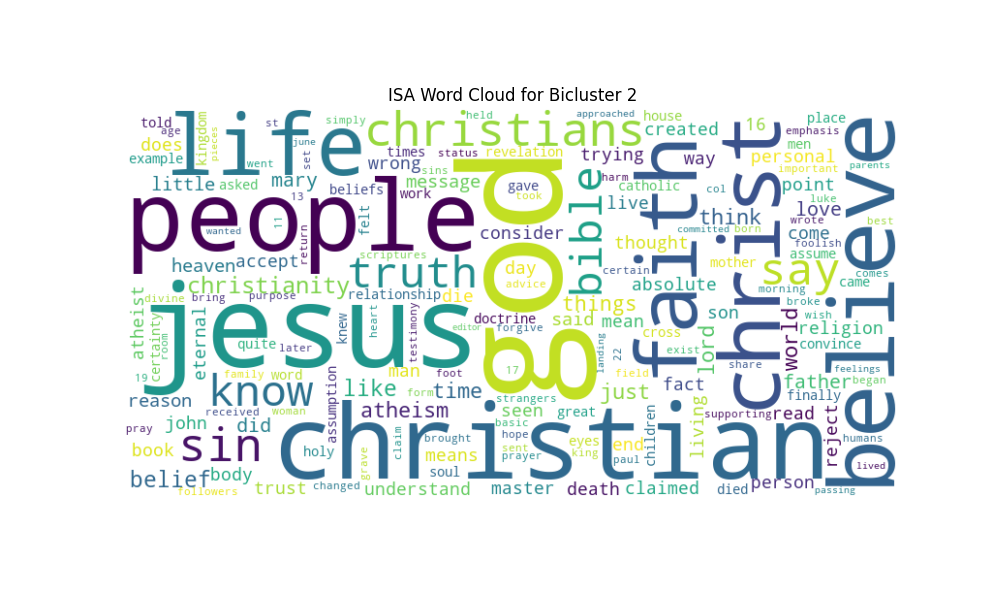 ISA Word Cloud for Bicluster 2
told
age
kingdom
pieces
st
simply
held
approached
house
16
place
does
life
june
christians
created
emphasis
men
example
went
set
times
status
revelation
trying
way
personal
important
parents
wrong
sins
harm
little
asked
mary
message
gave
took
bible
catholic
col
point
luke
13
beliefs
work
god
live
faith
christ
love
wrote
best
believe
people
wanted
11
return
felt
consider
think
committed
born
come
foolish
thought
assume
heaven
accept
scriptures
truth
day
advice
certain
mother
say
comes
christianity
relationship
die
things
absolute
morning
came
divine
bring
purpose
son
broke
wish
atheist
certainty
room
eternal
jesus
knew
heart
testimony
editor
doctrine
forgive
said
mean
cross
lord
world
religion
convince
quite
later
landing
22
exist
share
feelings
19
family
word
man
foot
17
field
father
began
know
like
form
time
strangers
just
fact
finally
reason
received
woman
assumption
atheism
seen
great
living
supporting
read
reject
pray
john
did
christian
basic
children
humans
book
sin
holy
grave
claim
brought
means
hope
sent
prayer
eyes
king
end
paul
lived
belief
body
soul
person
followers
trust
changed
understand
master
death
claimed
died
passing